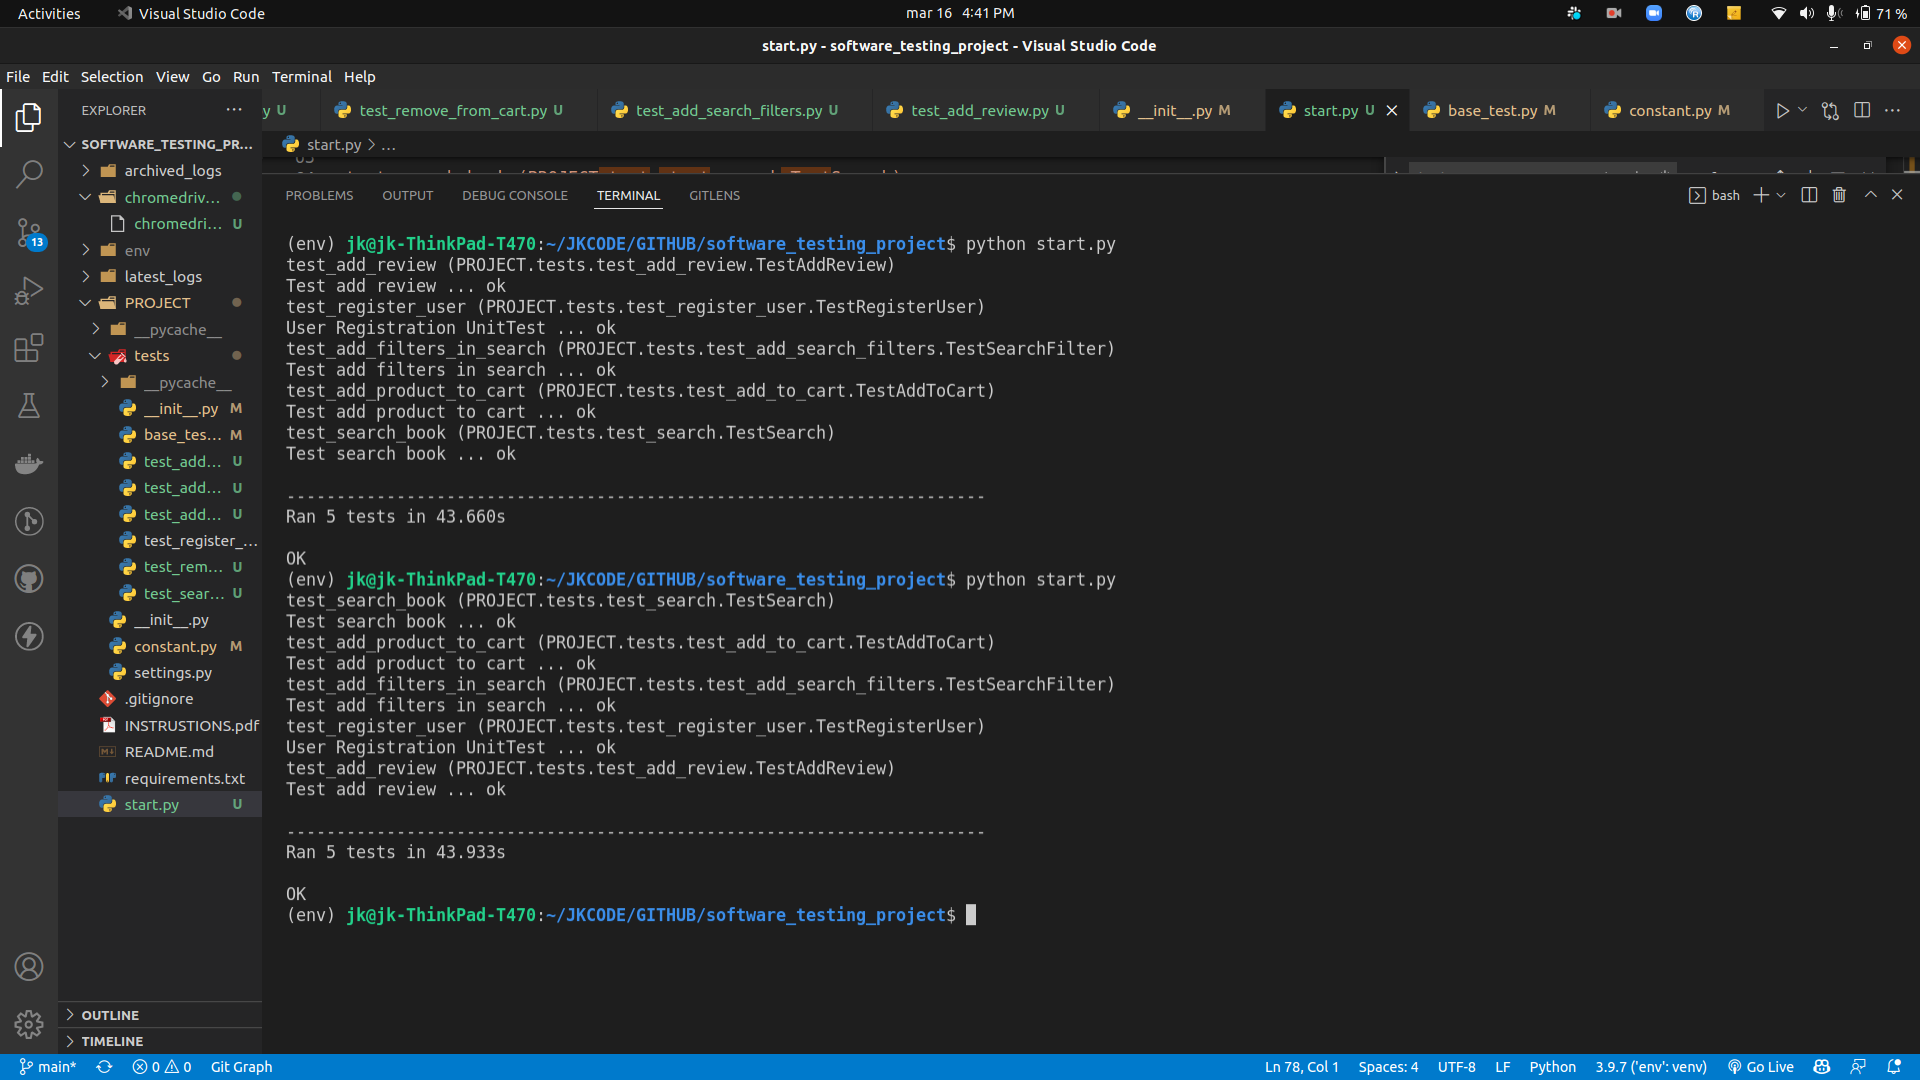 Activities
Visual Studio Code
mar 16 4:41 PM
71 %
start.py - software_testing_project - Visual Studio Code
File Edit Selection View Go Run Terminal Help
EXPLORER
y U
test_remove_from_cart.py U
test_add_search_filters.py U
test_add_review.py U
__init__.py M
start.py U
base_test.py M
constant.py M
start.py > ...
SOFTWARE_TESTING_PR...
archived_logs
chromedriv...
chromedri... U
env
latest_logs
PROJECT
__pycache__
tests
__pycache__
__init__.py M
base_tes... M
test_add... U
test_add... U
test_add... U
test_register_...
test_rem... U
test_sear... U
__init__.py
constant.py M
settings.py
.gitignore
INSTRUSTIONS.pdf
README.md
requirements.txt
start.py U
OUTLINE
TIMELINE
13
PROBLEMS OUTPUT DEBUG CONSOLE TERMINAL GITLENS
bash
(env) jk@jk-ThinkPad-T470:~/JKCODE/GITHUB/software_testing_project$ python start.py
test_add_review (PROJECT.tests.test_add_review.TestAddReview)
Test add review ... ok
test_register_user (PROJECT.tests.test_register_user.TestRegisterUser)
User Registration UnitTest ... ok
test_add_filters_in_search (PROJECT.tests.test_add_search_filters.TestSearchFilter)
Test add filters in search ... ok
test_add_product_to_cart (PROJECT.tests.test_add_to_cart.TestAddToCart)
Test add product to cart ... ok
test_search_book (PROJECT.tests.test_search.TestSearch)
Test search book ... ok
----------------------------------------------------------------------
Ran 5 tests in 43.660s
OK
(env) jk@jk-ThinkPad-T470:~/JKCODE/GITHUB/software_testing_project$ python start.py
test_search_book (PROJECT.tests.test_search.TestSearch)
Test search book ... ok
test_add_product_to_cart (PROJECT.tests.test_add_to_cart.TestAddToCart)
Test add product to cart ... ok
test_add_filters_in_search (PROJECT.tests.test_add_search_filters.TestSearchFilter)
Test add filters in search ... ok
test_register_user (PROJECT.tests.test_register_user.TestRegisterUser)
User Registration UnitTest ... ok
test_add_review (PROJECT.tests.test_add_review.TestAddReview)
Test add review ... ok
----------------------------------------------------------------------
Ran 5 tests in 43.933s
OK
(env) jk@jk-ThinkPad-T470:~/JKCODE/GITHUB/software_testing_project$
main* 0 0 Git Graph
Ln 78, Col 1 Spaces: 4 UTF-8 LF Python 3.9.7 ('env': venv) Go Live